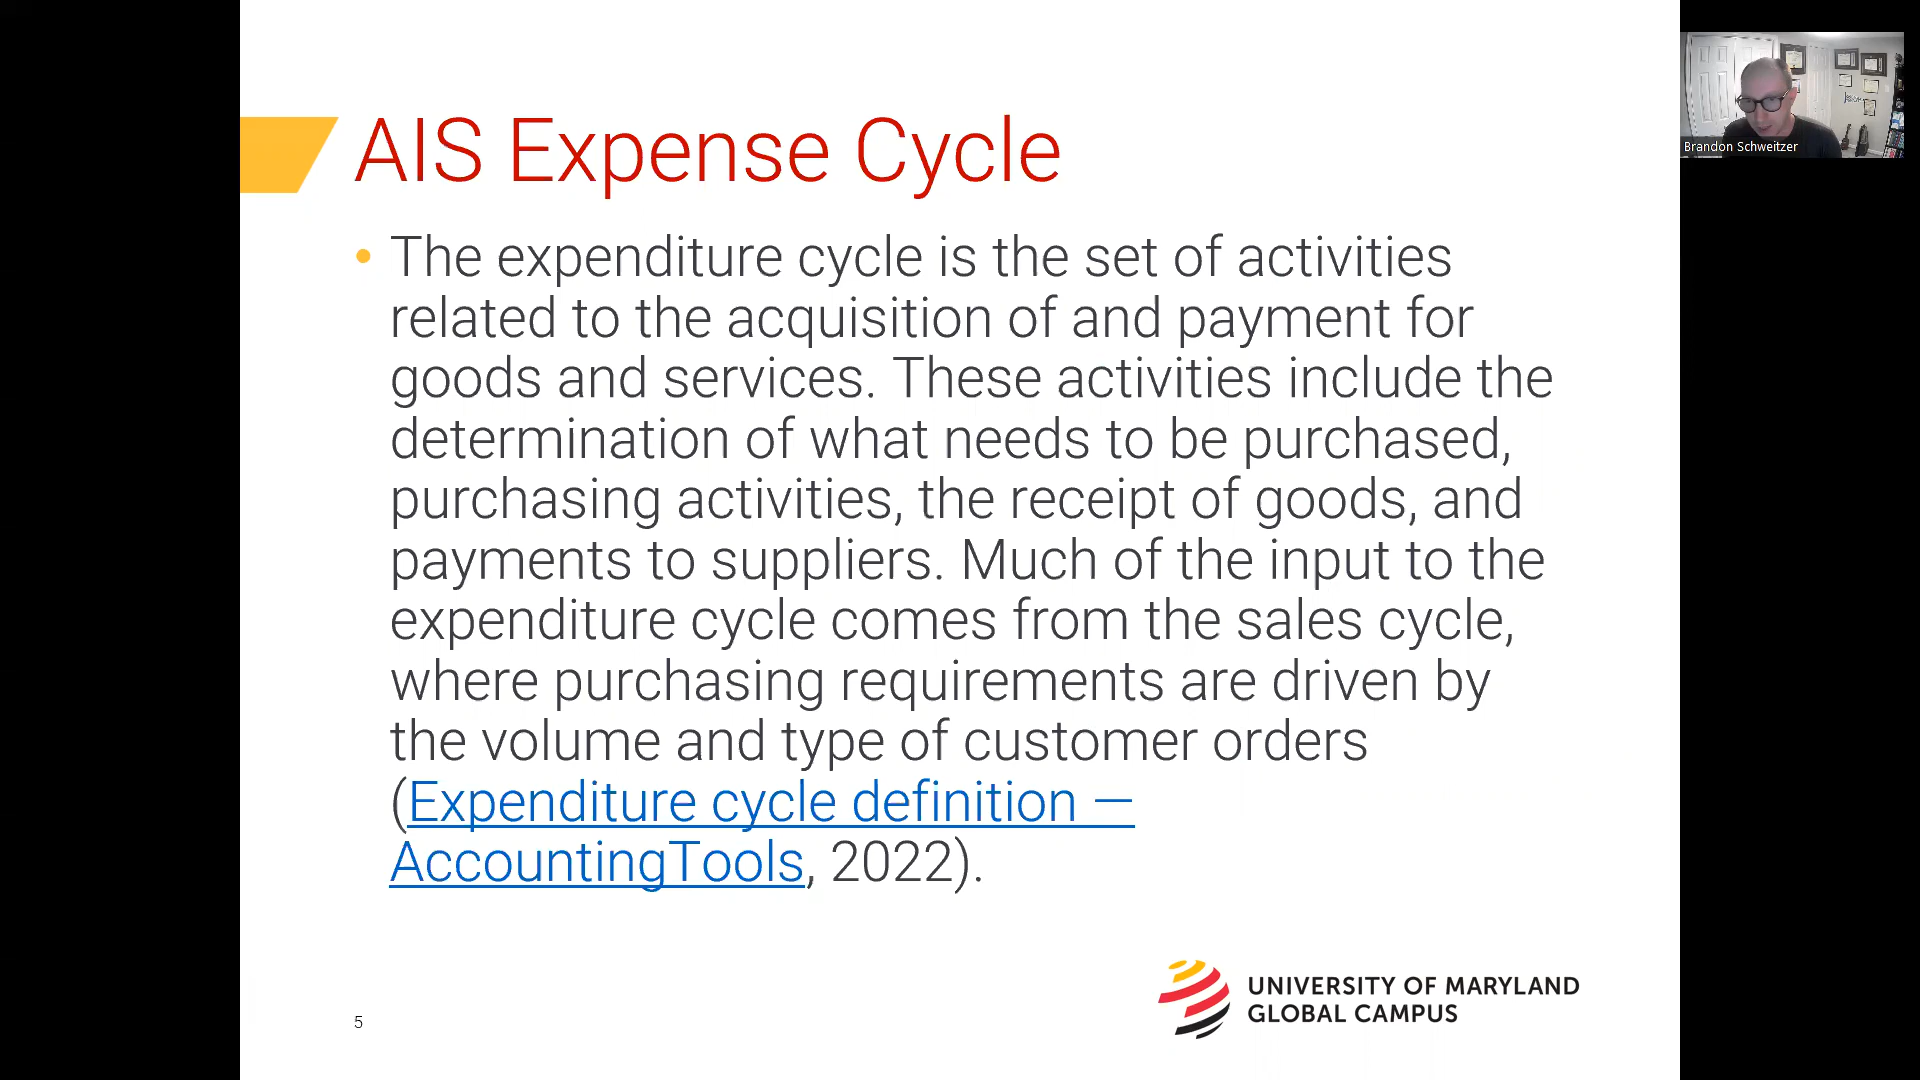 AIS Expense Cycle
• The expenditure cycle is the set of activities
related to the acquisition of and payment for
goods and services. These activities include the
determination of what needs to be purchased,
purchasing activities, the receipt of goods, and
payments to suppliers. Much of the input to the
expenditure cycle comes from the sales cycle,
where purchasing requirements are driven by
the volume and type of customer orders
(Expenditure cycle definition —
AccountingTools, 2022).
5
UNIVERSITY OF MARYLAND
GLOBAL CAMPUS
Brandon Schweitzer